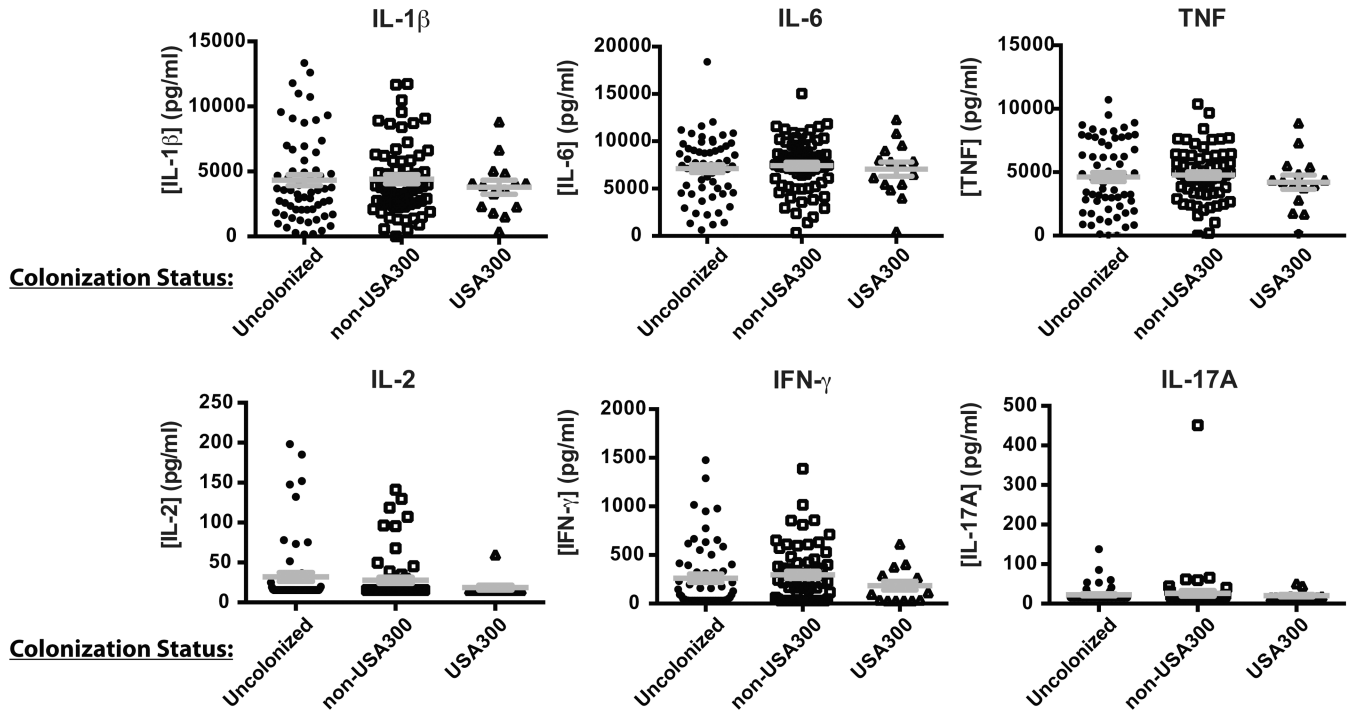 IL-1β
[IL-1β] (pg/ml)
15000
10000
5000
0
Uncolonized
non-USA300
USA300
IL-6
[IL-6] (pg/ml)
20000
15000
10000
5000
0
Uncolonized
non-USA300
USA300
TNF
[TNF] (pg/ml)
15000
10000
5000
0
Uncolonized
non-USA300
USA300
Colonization Status:
IL-2
[IL-2] (pg/ml)
250
200
150
100
50
0
Uncolonized
non-USA300
USA300
IFN-γ
[IFN-γ] (pg/ml)
2000
1500
1000
500
0
Uncolonized
non-USA300
USA300
IL-17A
[IL-17A] (pg/ml)
500
400
300
200
100
0
Uncolonized
non-USA300
USA300
Colonization Status: